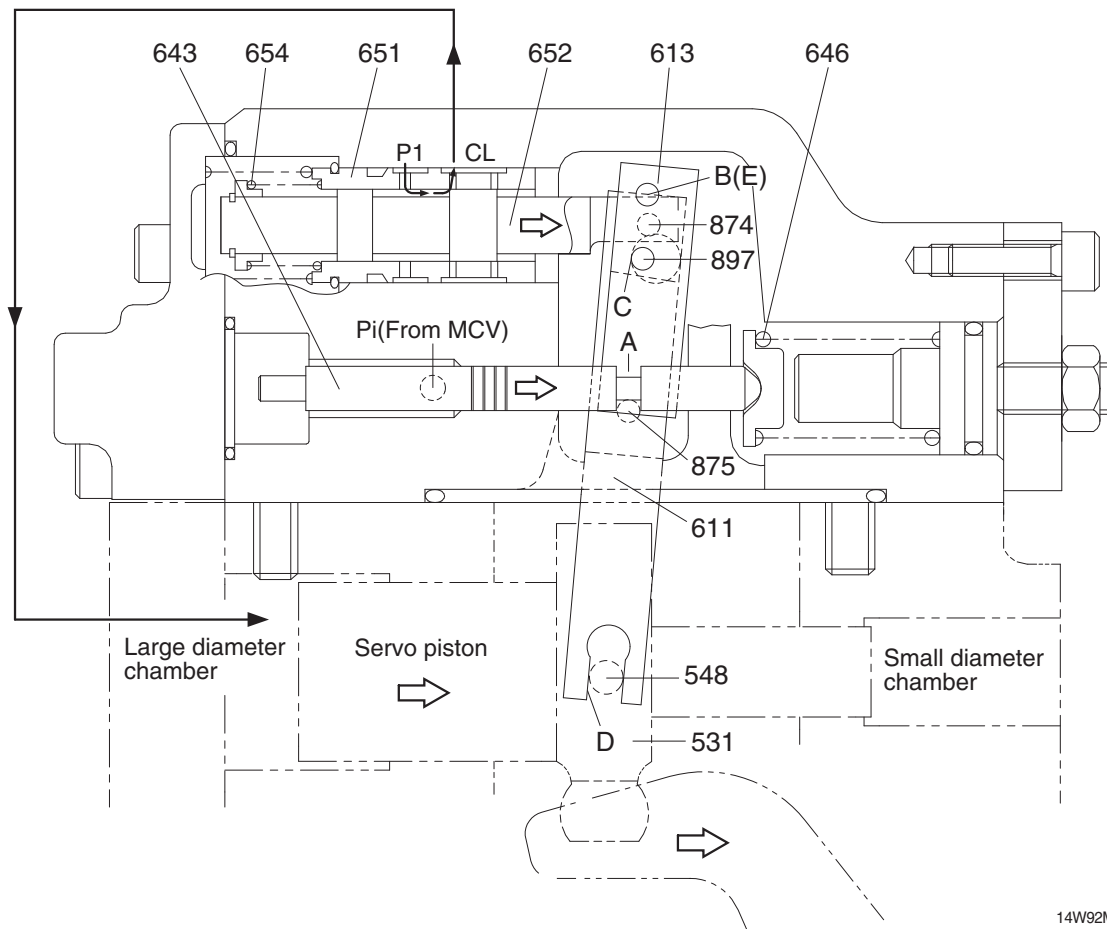 643
654
651
652
613
646
P1
CL
B(E)
874
897
C
A
Pi(From MCV)
875
611
Large diameter
chamber
Servo piston
548
Small diameter
chamber
D
531
14W92M